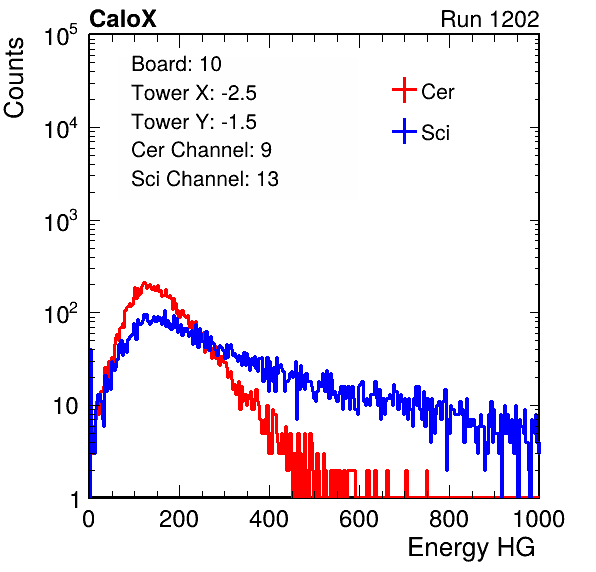 CaloX Run 1202
10^5
Counts
Board: 10
Tower X: -2.5
Tower Y: -1.5
Cer Channel: 9
Sci Channel: 13
Cer
Sci
10^4
10^3
10^2
10
1
0 200 400 600 800 1000
Energy HG